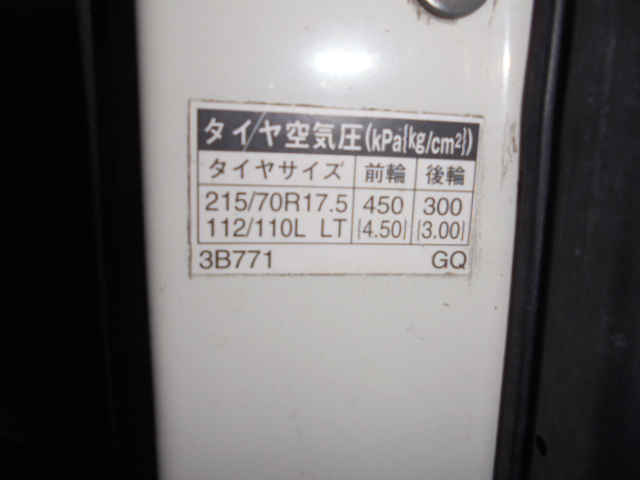 タイヤ空気圧(kPa{kg/cm²})
タイヤサイズ 前輪 後輪
215/70R17.5 450 300
112/110L LT {4.50} {3.00}
3B771 GQ